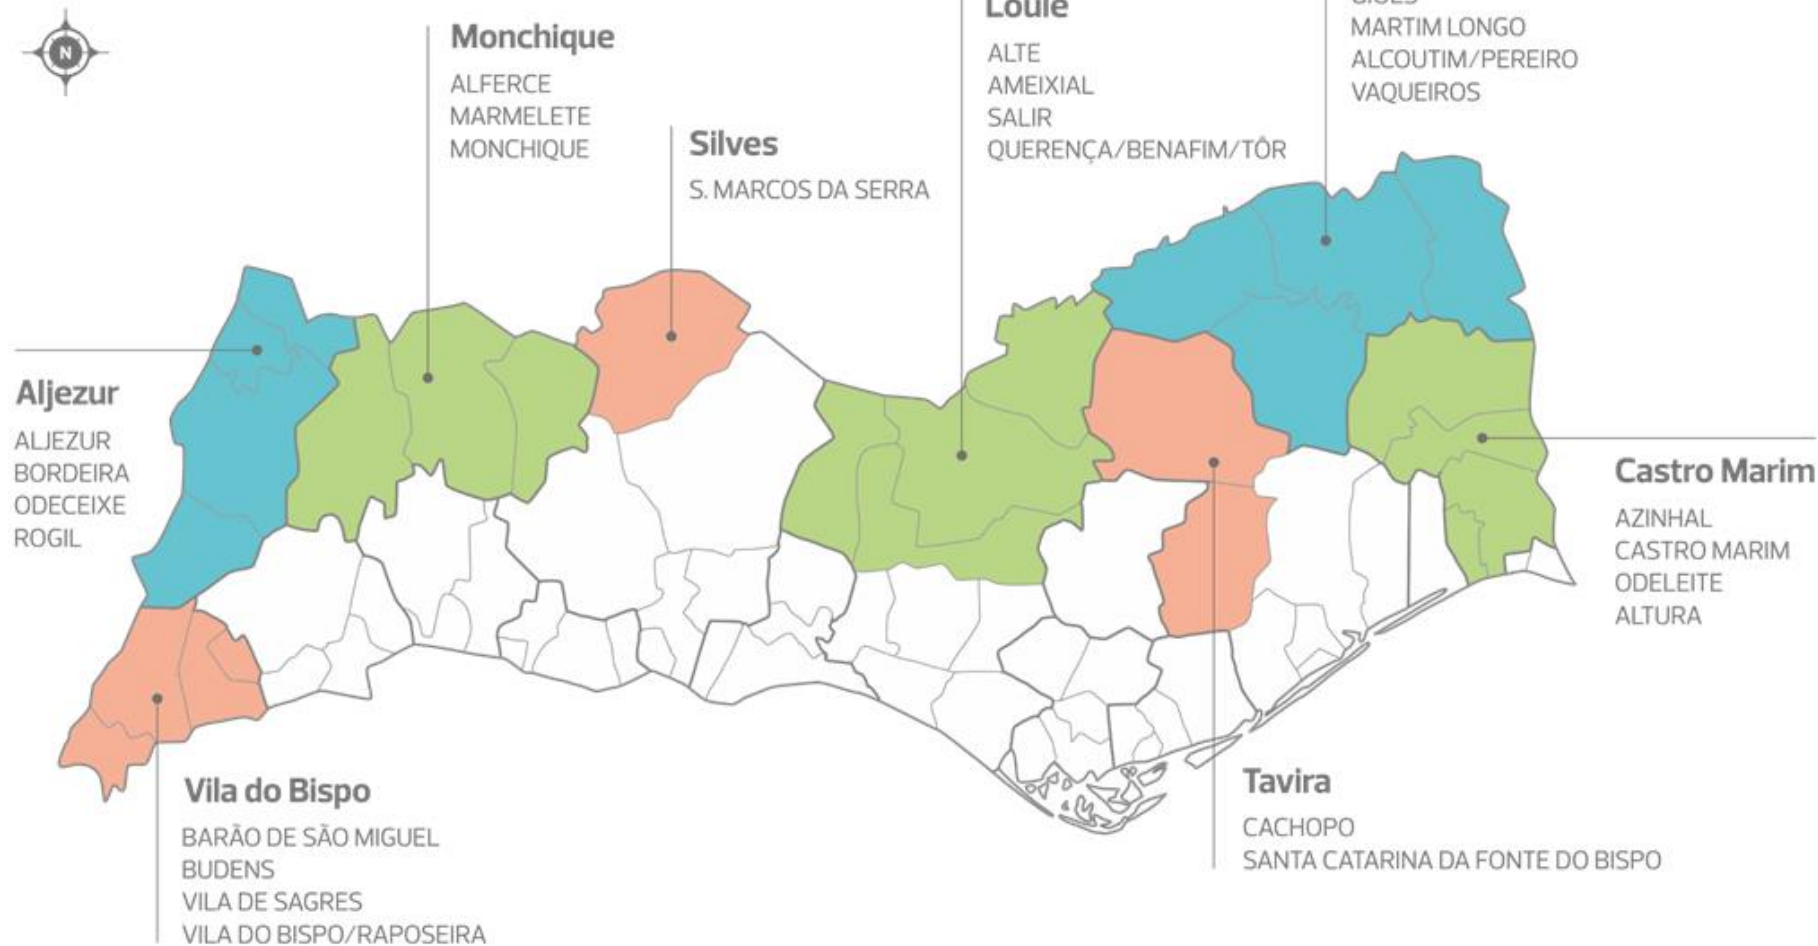 N
Monchique
ALFERCE
MARMELETE
MONCHIQUE
Silves
S. MARCOS DA SERRA
Loulé
ALTE
AMEIXIAL
SALIR
QUERENÇA/BENAFIM/TÔR
MARTIM LONGO
ALCOUTIM/PEREIRO
VAQUEIROS
Aljezur
ALJEZUR
BORDEIRA
ODECEIXE
ROGIL
Castro Marim
AZINHAL
CASTRO MARIM
ODELEITE
ALTURA
Vila do Bispo
BARÃO DE SÃO MIGUEL
BUDENS
VILA DE SAGRES
VILA DO BISPO/RAPOSEIRA
Tavira
CACHOPO
SANTA CATARINA DA FONTE DO BISPO